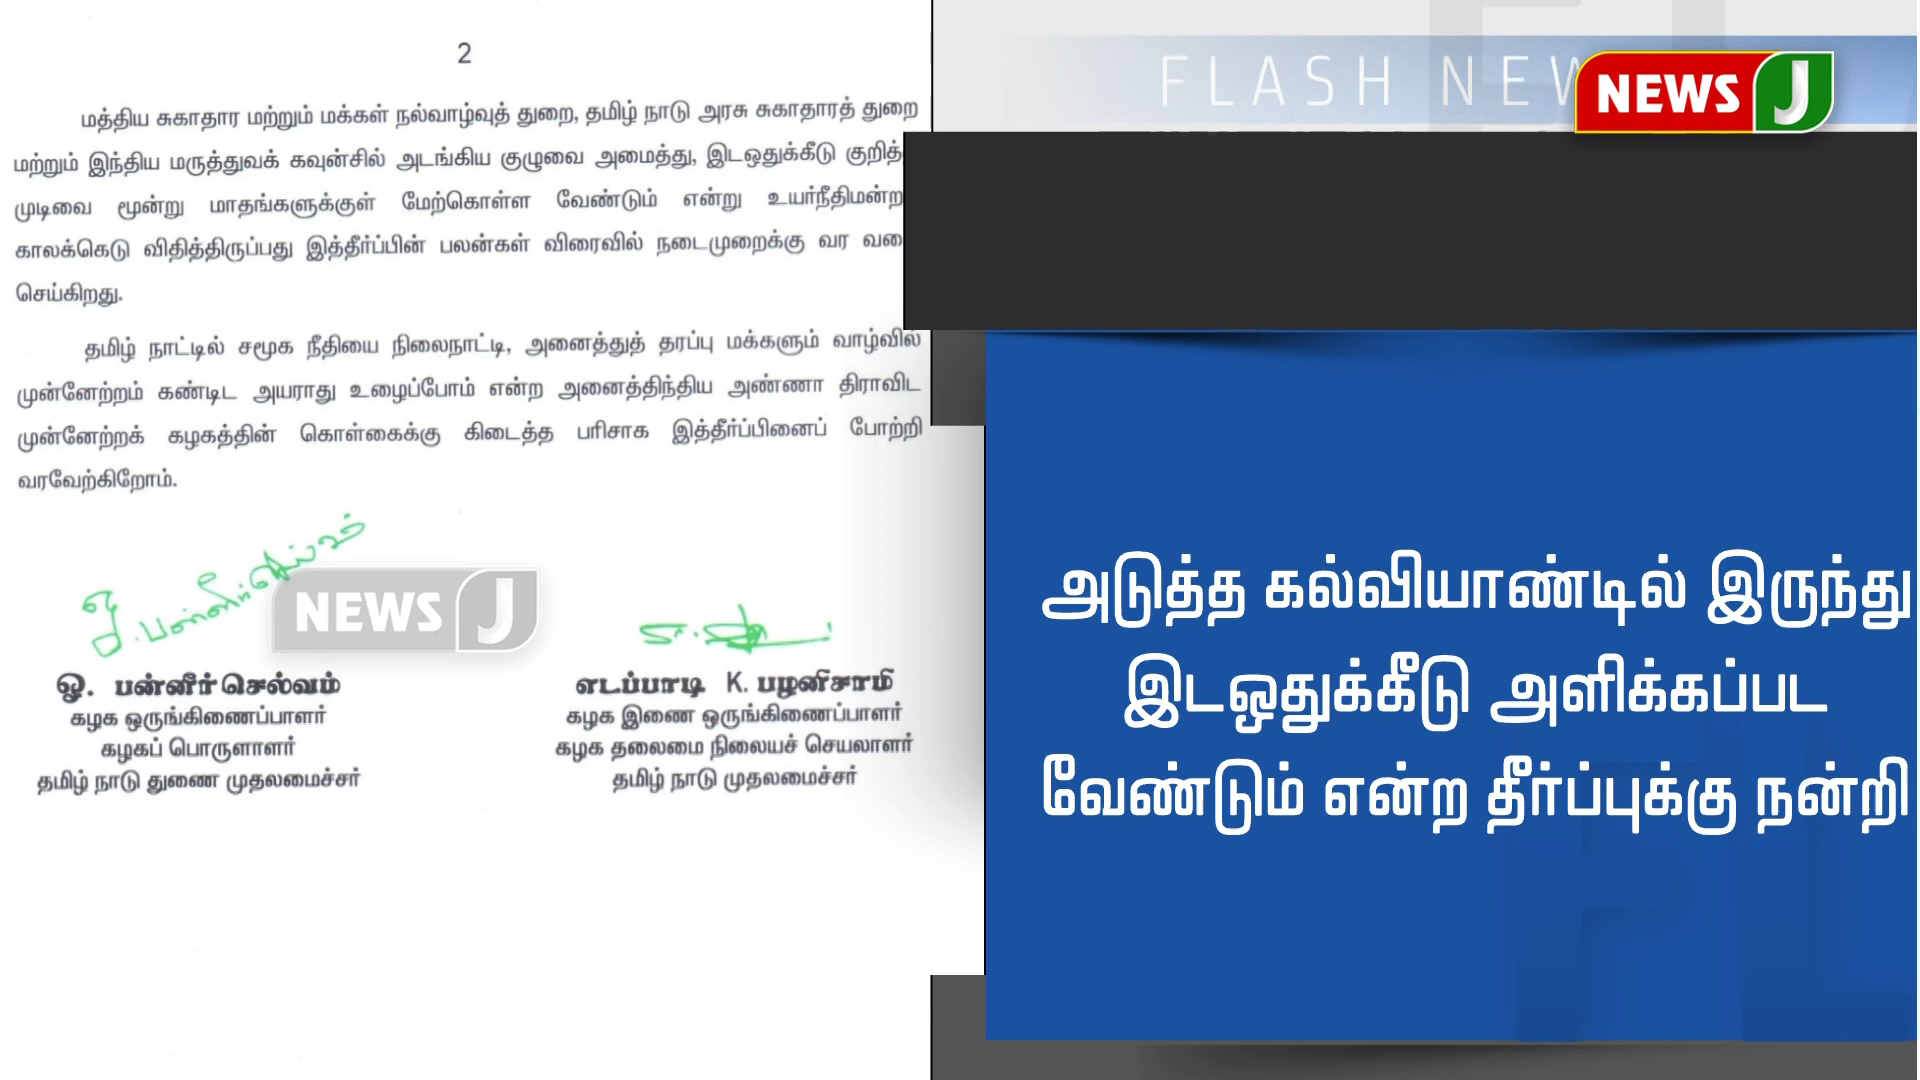 2
மத்திய சுகாதார மற்றும் மக்கள் நல்வாழ்வுத் துறை, தமிழ் நாடு அரசு சுகாதாரத் துறை
மற்றும் இந்திய மருத்துவக் கவுன்சில் அடங்கிய குழுவை அமைத்து, இடஒதுக்கீடு
முடிவை மூன்று மாதங்களுக்குள் மேற்கொள்ள வேண்டும் என்று
காலக்கெடு விதித்திருப்பது இத்தீர்ப்பின் பலன்கள் விரைவில் நடைமுறைக்கு வர
செய்கிறது.
தமிழ் நாட்டில் சமூக நீதியை நிலைநாட்டி, அனைத்துத் தரப்பு மக்களும் வாழ்வில்
முன்னேற்றம் கண்டிட அயராது உழைப்போம் என்ற அனைத்திந்திய அண்ணா திராவிட
முன்னேற்றக் கழகத்தின் கொள்கைக்கு கிடைத்த பரிசாக இத்தீர்ப்பினைப் போற்றி
வரவேற்கிறோம்.
ஓ. பன்னீர்செல்வம்
கழக ஒருங்கிணைப்பாளர்
கழகப் பொருளாளர்
தமிழ் நாடு துணை முதலமைச்சர்
எடப்பாடி K. பழனிசாமி
கழக இணை ஒருங்கிணைப்பாளர்
கழக தலைமை நிலையச் செயலாளர்
தமிழ் நாடு முதலமைச்சர்
NEWS J
FLASH
NEWS J
அடுத்த கல்வியாண்டில் இருந்து
இடஒதுக்கீடு அளிக்கப்பட
வேண்டும் என்ற தீர்ப்புக்கு நன்றி